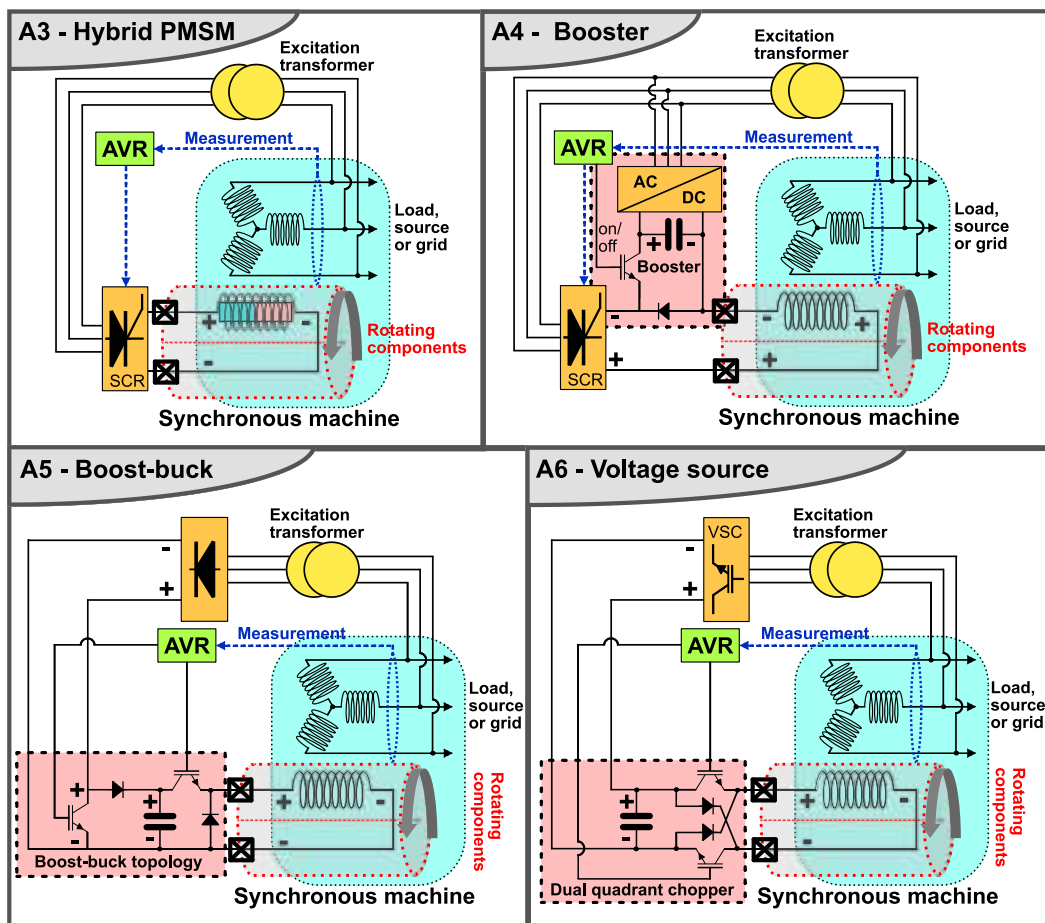 A3 - Hybrid PMSM
Excitation
transformer
Measurement
AVR
Load,
source
or grid
+
-
Rotating
components
SCR
Synchronous machine
A4 - Booster
Excitation
transformer
Measurement
AVR
AC
DC
on/
off
+
-
Booster
Load,
source
or grid
-
-
+
Rotating
components
+
+
SCR
Synchronous machine
A5 - Boost-buck
Excitation
transformer
-
+
AVR
Measurement
Load,
source
or grid
+
+
-
-
+
-
-
Rotating
components
Boost-buck topology
Synchronous machine
A6 - Voltage source
VSC
Excitation
transformer
-
+
AVR
Measurement
Load,
source
or grid
+
-
+
-
-
Rotating
components
Dual quadrant chopper
Synchronous machine